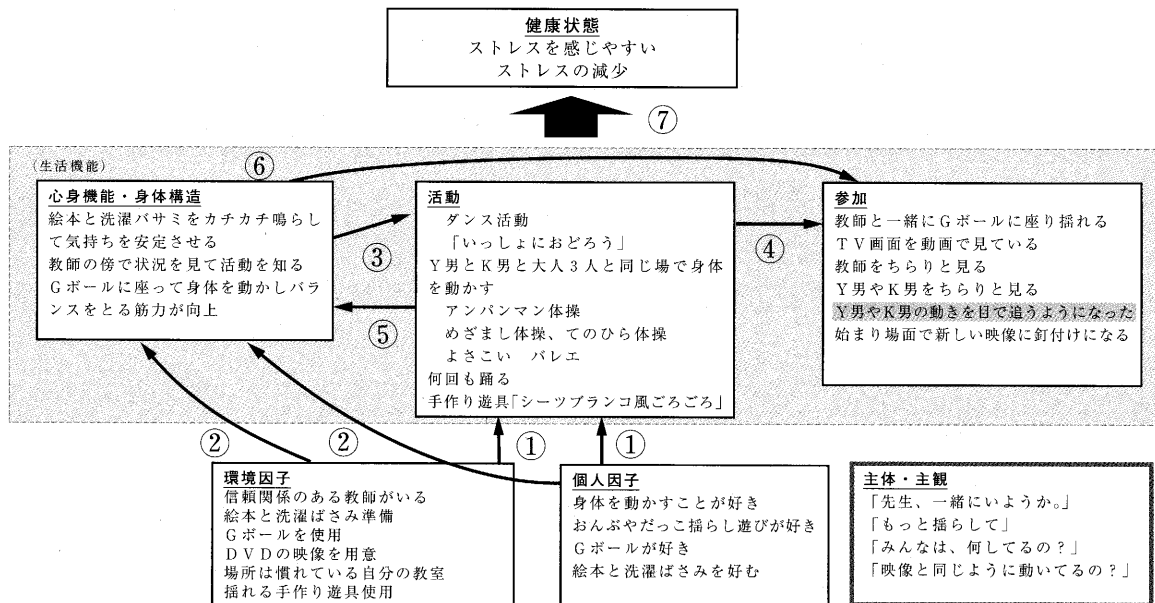 健康状態
ストレスを感じやすい
ストレスの減少
⑦
(生活機能)
⑥
心身機能・身体構造
絵本と洗濯バサミをカチカチ鳴らし
て気持ちを安定させる
教師の傍で状況を見て活動を知る
Gボールに座って身体を動かしバラ
ンスをとる筋力が向上
③
⑤
活動
ダンス活動
「いっしょにおどろう」
Y男とK男と大人3人と同じ場で身体
を動かす
アンパンマン体操
めざまし体操、てのひら体操
よさこい バレエ
何回も踊る
手作り遊具「シーツブランコ風ごろごろ」
④
参加
教師と一緒にGボールに座り揺れる
TV画面を動画で見ている
教師をちらりと見る
Y男やK男をちらりと見る
Y男やK男の動きを目で追うようになった
始まり場面で新しい映像に釘付けになる
②
②
①
①
環境因子
信頼関係のある教師がいる
絵本と洗濯ばさみ準備
Gボールを使用
DVDの映像を用意
場所は慣れている自分の教室
揺れる手作り遊具使用
個人因子
身体を動かすことが好き
おんぶやだっこ揺らし遊びが好き
Gボールが好き
絵本と洗濯ばさみを好む
主体・主観
「先生、一緒にいようか。」
「もっと揺らして」
「みんなは、何してるの?」
「映像と同じように動いてるの?」